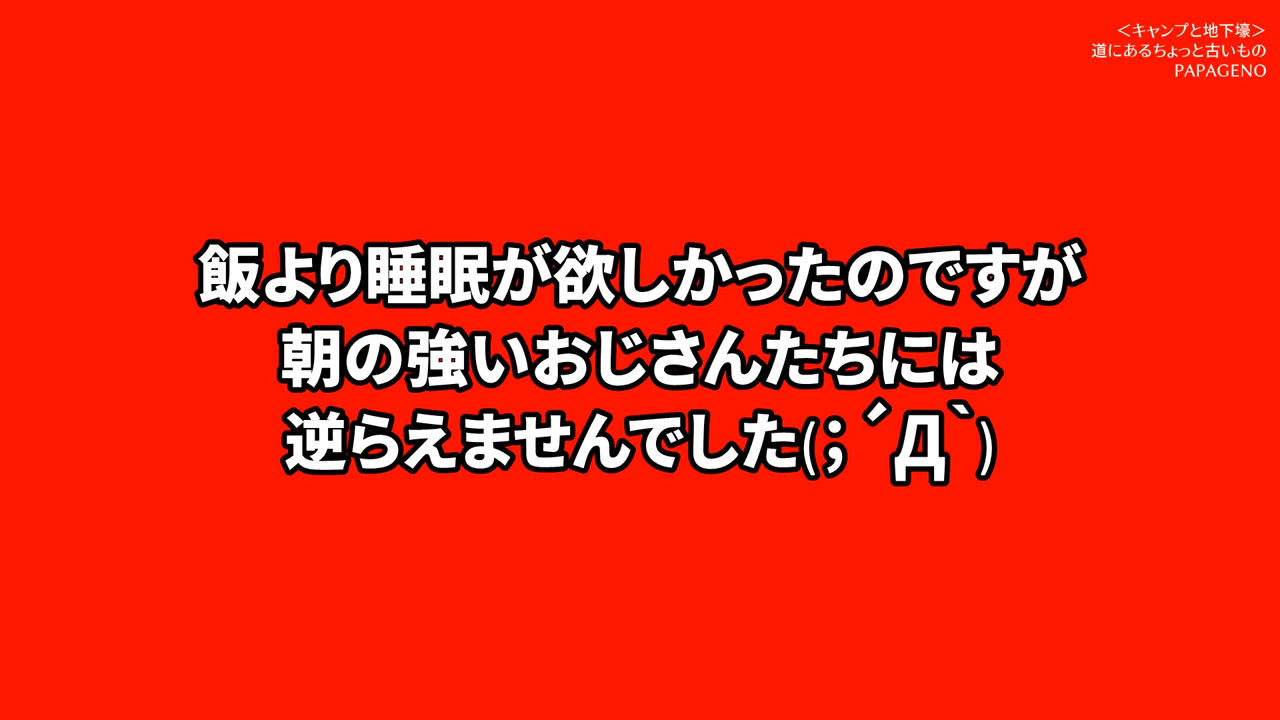 ＜キャンプと地下壕＞
道にあるちょっと古いもの
PAPAGENO
飯より睡眠が欲しかったのですが
朝の強いおじさんたちには
逆らえませんでした(;´Д`)